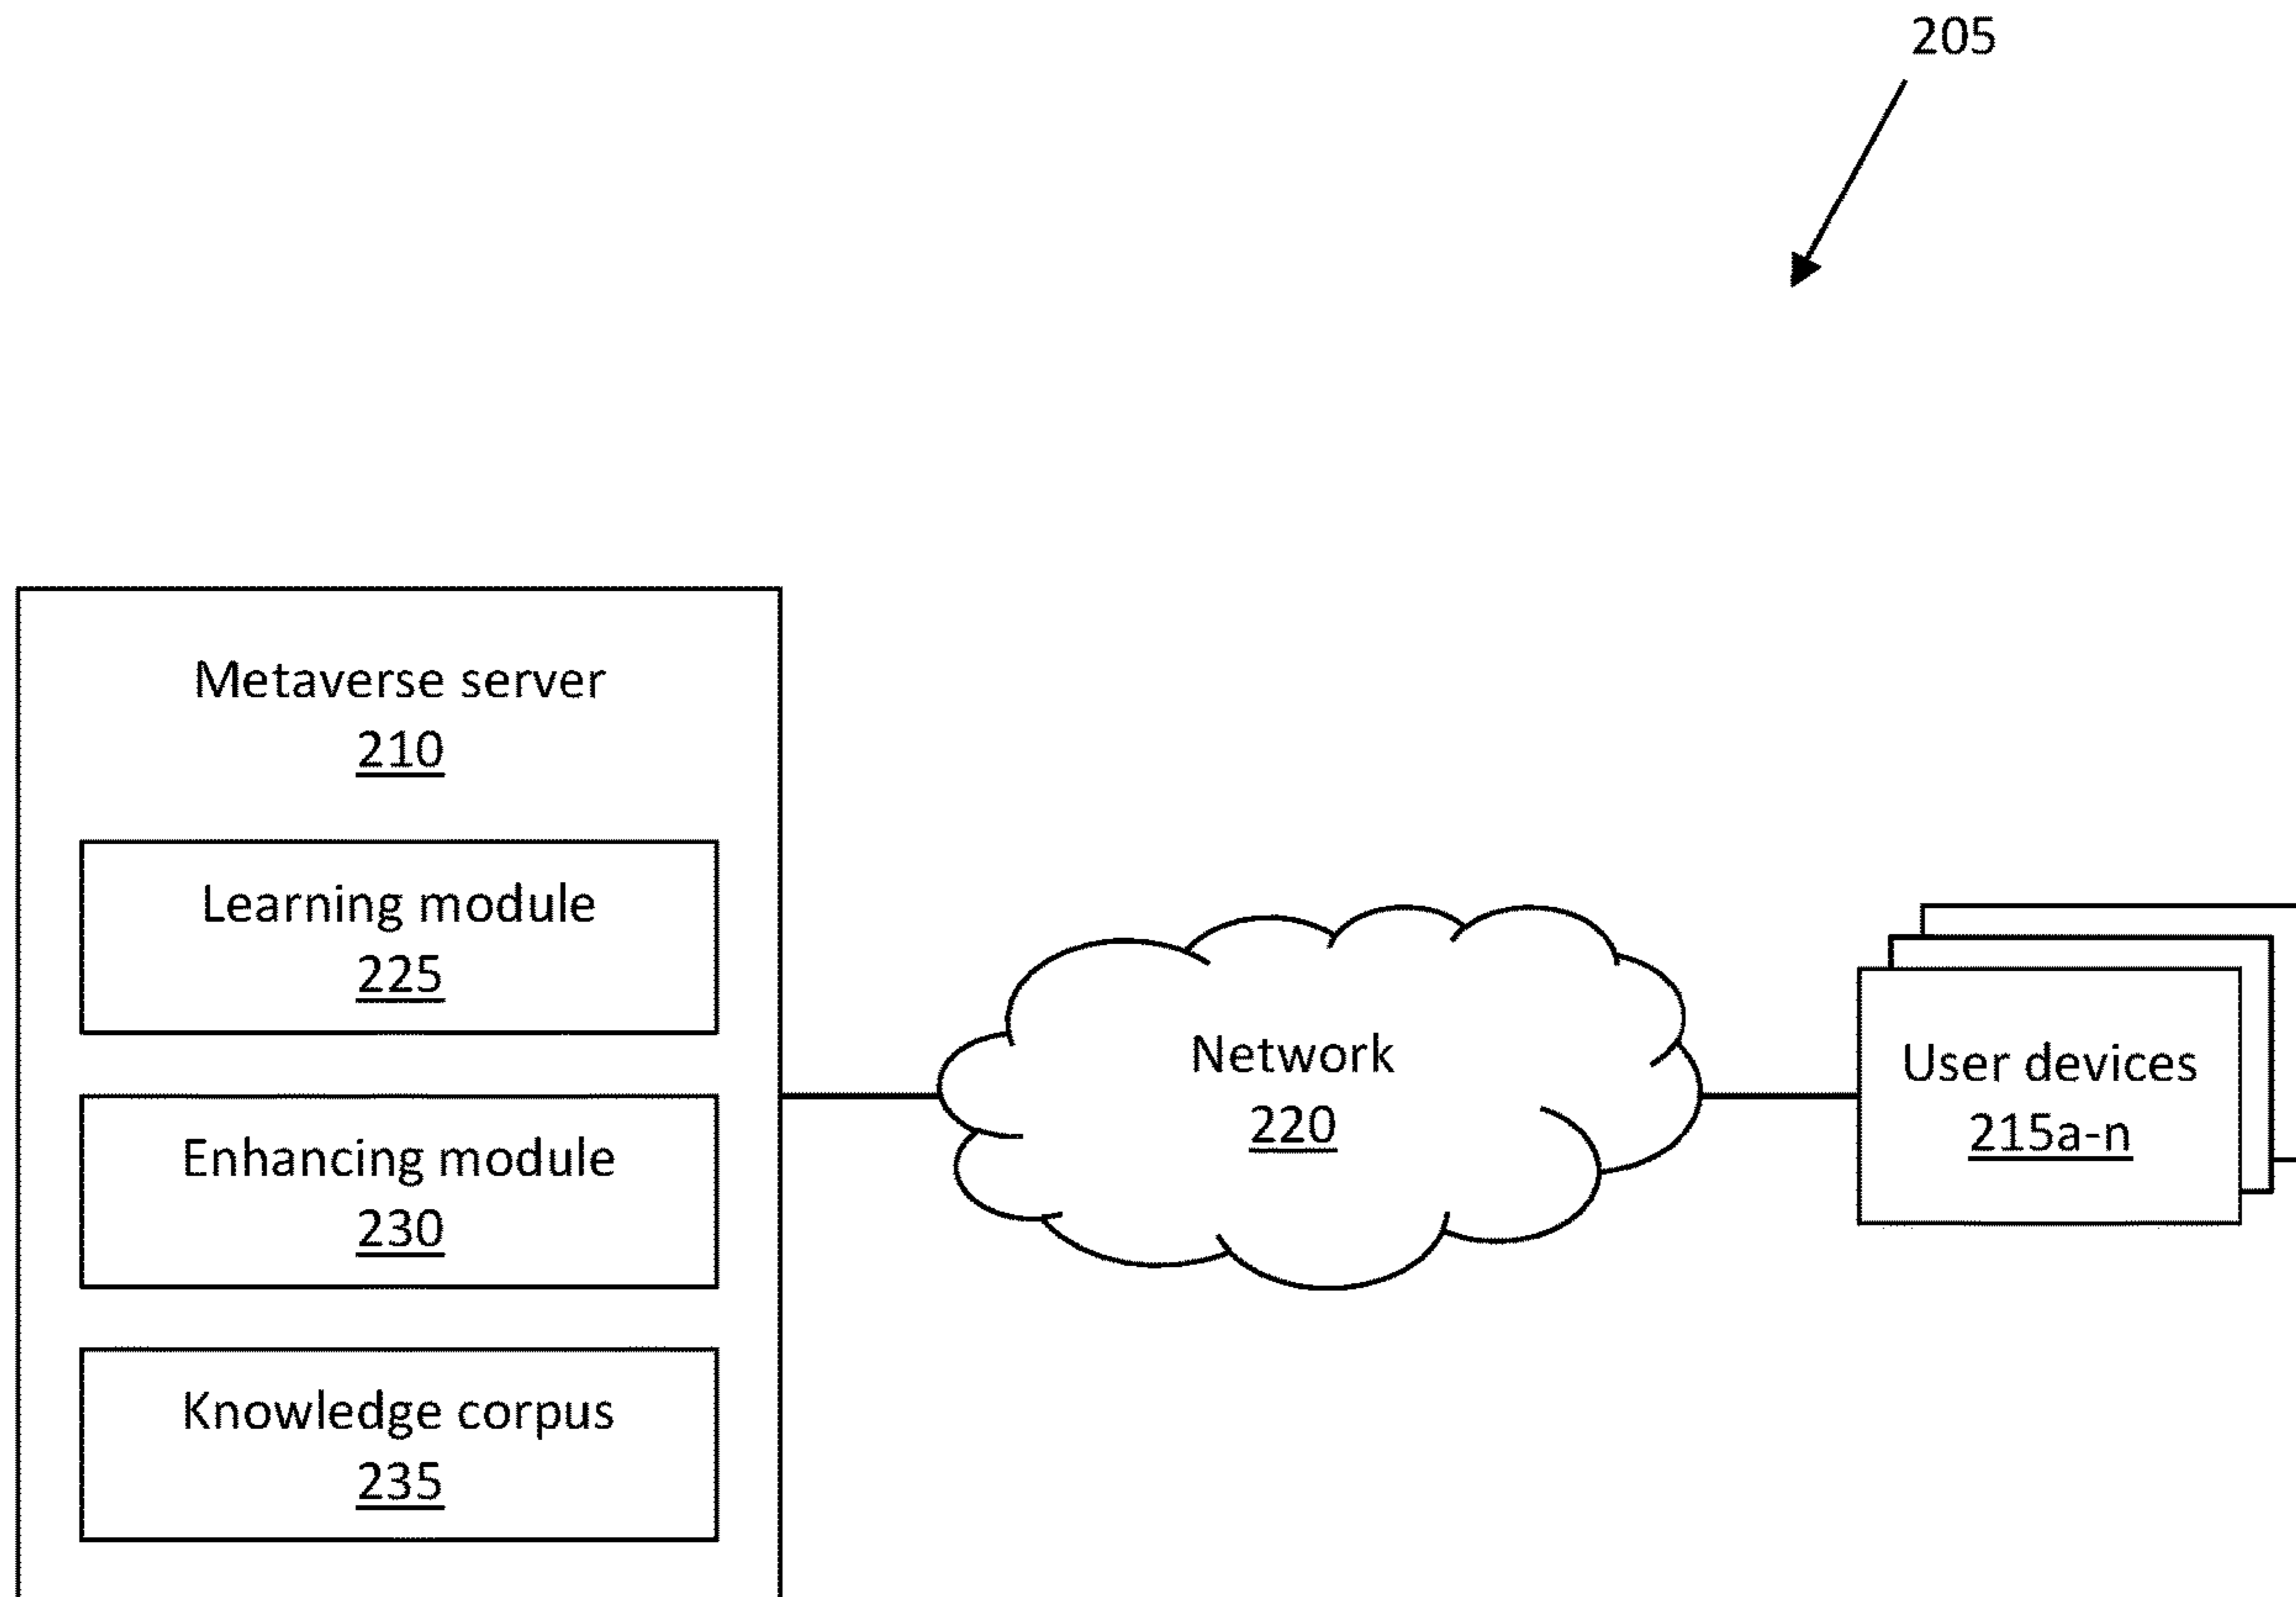 205
Metaverse server
210
Learning module
225
Enhancing module
230
Knowledge corpus
235
Network
220
User devices
215a-n